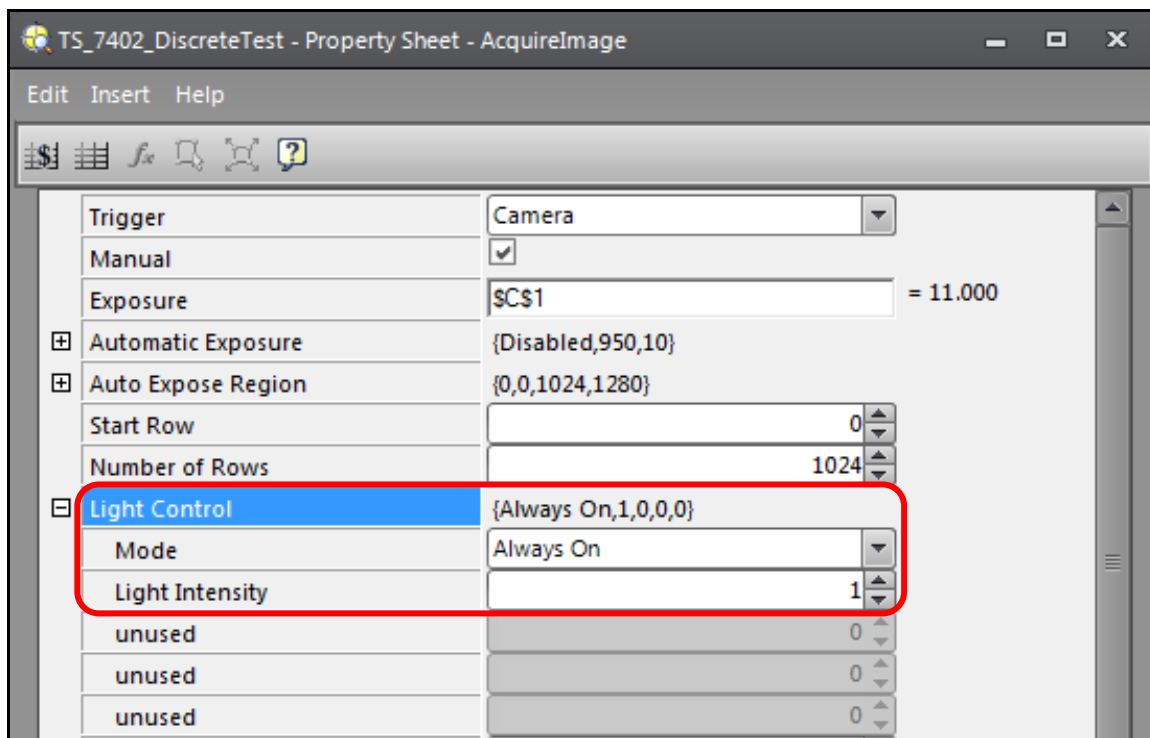 TS_7402_DiscreteTest - Property Sheet - AcquireImage
Edit Insert Help
$ fx ?
Trigger Camera
Manual
Exposure $C$1 = 11.000
Automatic Exposure {Disabled,950,10}
Auto Expose Region {0,0,1024,1280}
Start Row 0
Number of Rows 1024
Light Control {Always On,1,0,0,0}
Mode Always On
Light Intensity 1
unused 0
unused 0
unused 0